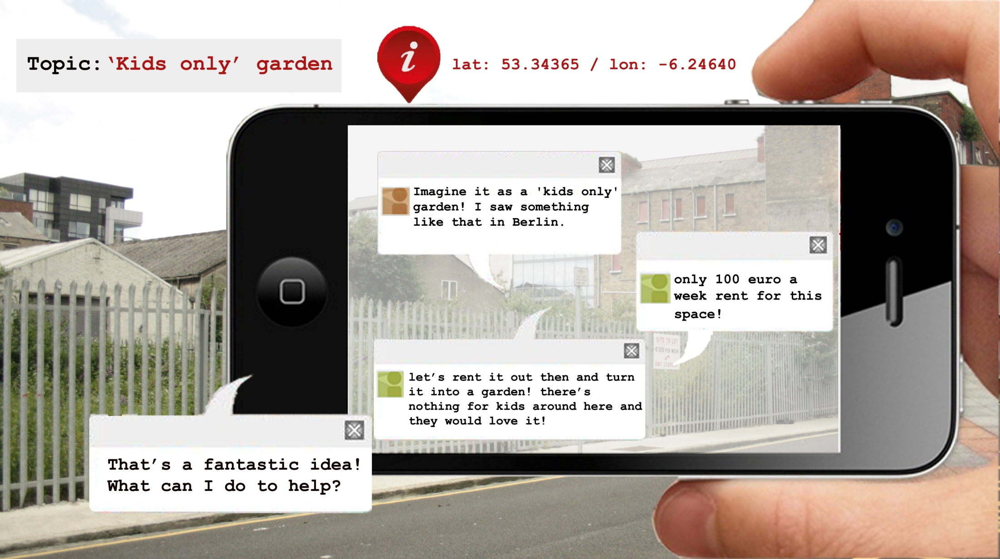 Topic: ‘Kids only’ garden
i
lat: 53.34365 / lon: -6.24640
Imagine it as a 'kids only'
garden! I saw something
like that in Berlin.
only 100 euro a
week rent for this
space!
SITE TO LET
€100 PER WEEK
let’s rent it out then and turn
it into a garden! there’s
nothing for kids around here and
they would love it!
That’s a fantastic idea!
What can I do to help?